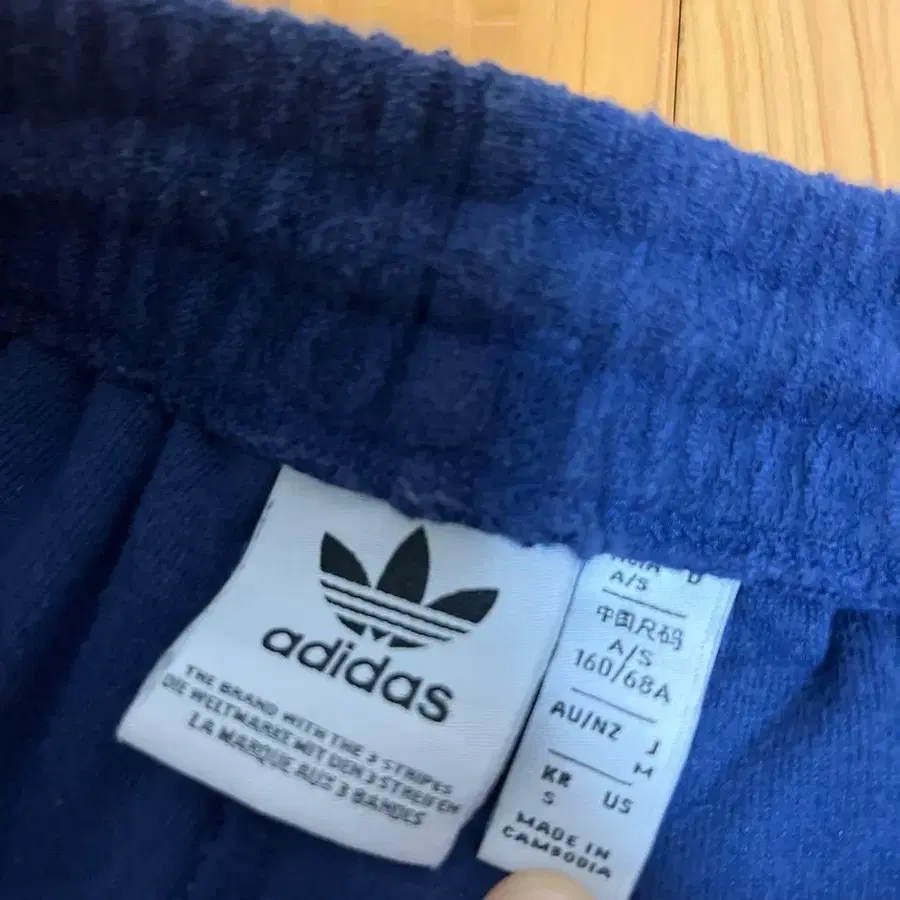 adidas
THE BRAND WITH THE 3 STRIPES
DIE WELTMARKE MIT DEN 3 STREIFEN
LA MARQUE AUX 3 BANDES
D
A/S
中国尺码
A/S
160/68A
AU/NZ J
M
KR US
S
MADE IN
CAMBODIA